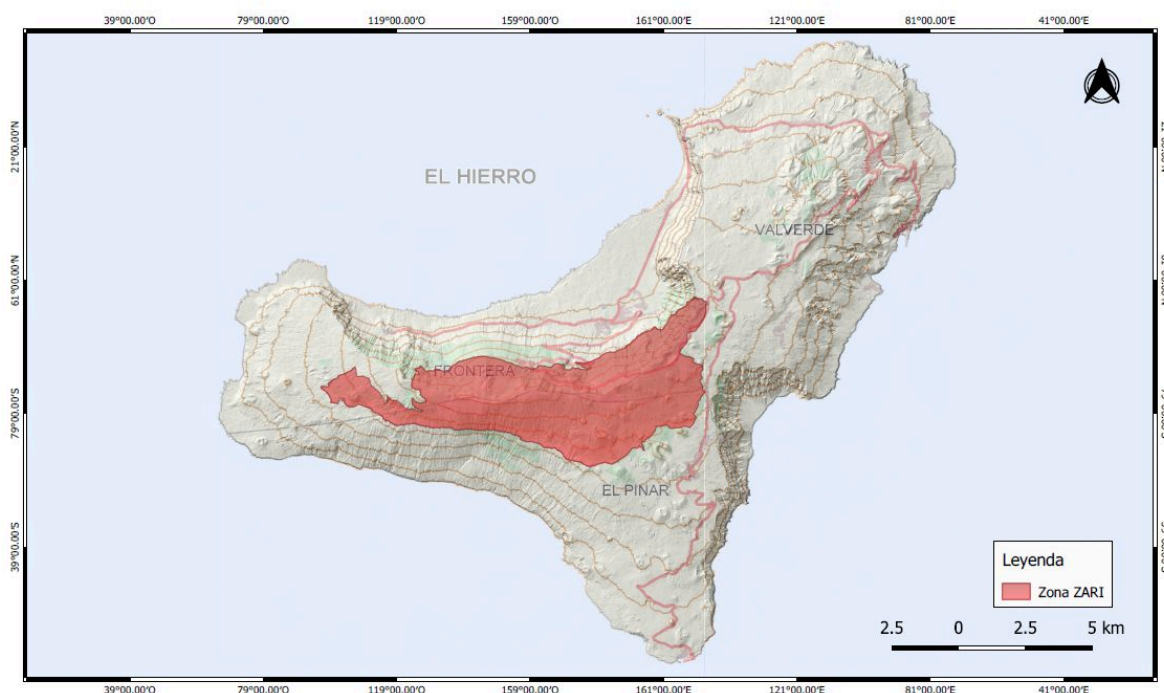 39°00.00'O 79°00.00'O 119°00.00'O 159°00.00'O 161°00.00'E 121°00.00'E 81°00.00'E 41°00.00'E
21°00.00'N
EL HIERRO
VALVERDE
61°00.00'N
FRONTERA
79°00.00'S
EL PINAR
39°00.00'S
Leyenda
Zona ZARI
2.5 0 2.5 5 km
39°00.00'O 79°00.00'O 119°00.00'O 159°00.00'O 161°00.00'E 121°00.00'E 81°00.00'E 41°00.00'E